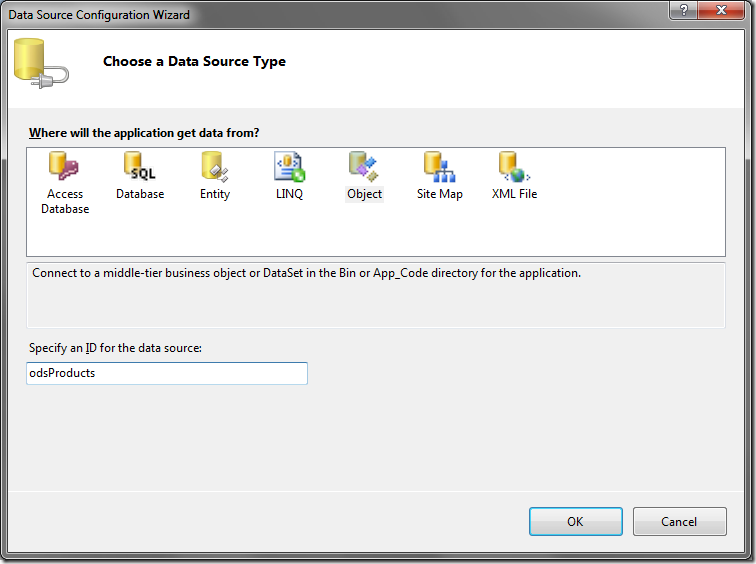 Data Source Configuration Wizard
?
X
Choose a Data Source Type
Where will the application get data from?
SQL
Access
Database
Database
Entity
LINQ
Object
Site Map
XML File
Connect to a middle-tier business object or DataSet in the Bin or App_Code directory for the application.
Specify an ID for the data source:
odsProducts
OK
Cancel